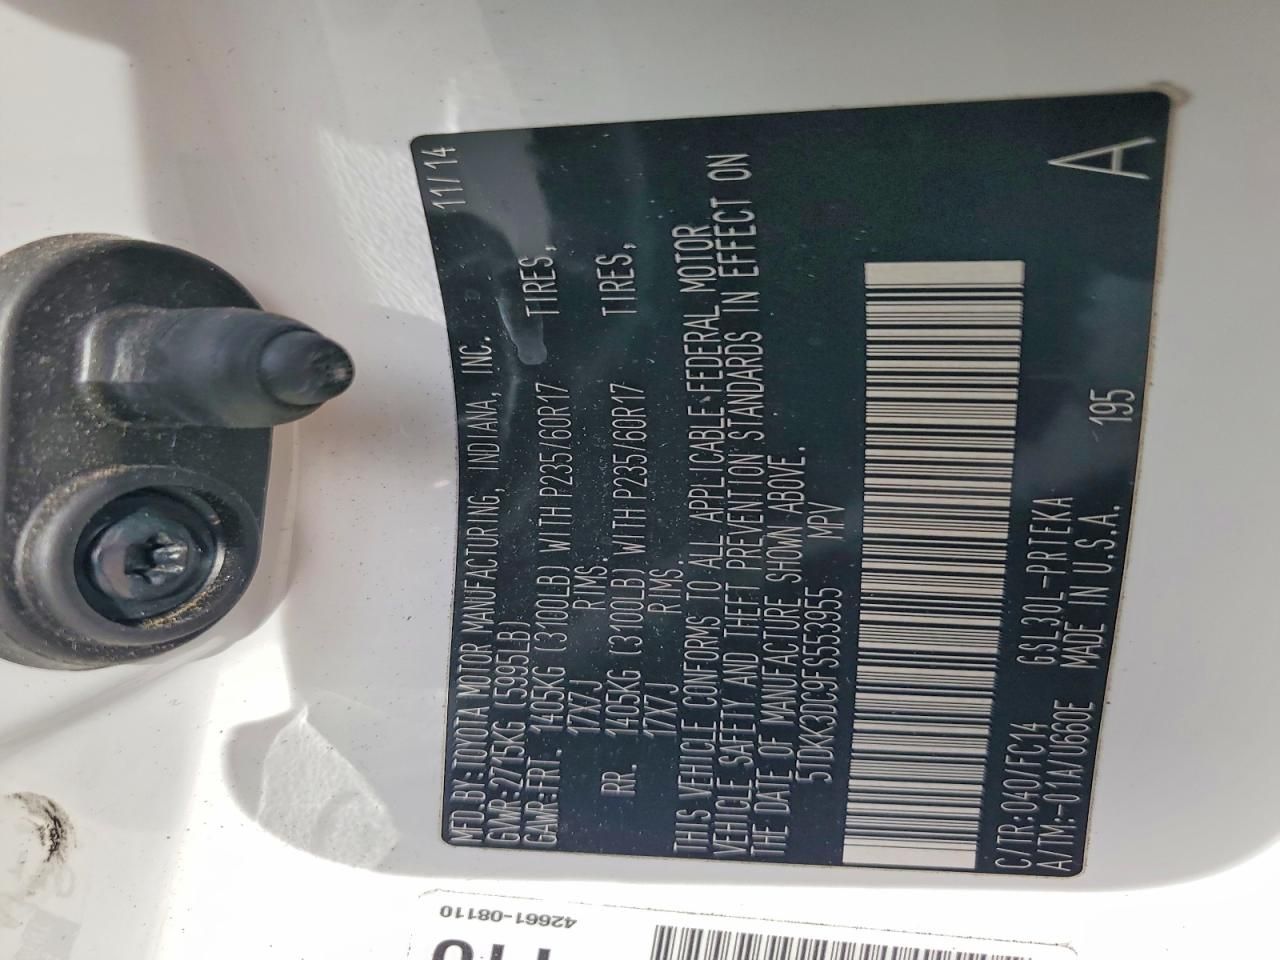 MFD.BY:TOYOTA MOTOR MANUFACTURING, INDIANA, INC. 11/14
GVWR:2715KG (5995LB)
GAWR:FRT. 1405KG (3100LB) WITH P235/60R17 TIRES,
17X7J RIMS.
RR. 1405KG (3100LB) WITH P235/60R17 TIRES,
17X7J RIMS.
THIS VEHICLE CONFORMS TO ALL APPLICABLE FEDERAL MOTOR
VEHICLE SAFETY AND THEFT PREVENTION STANDARDS IN EFFECT ON
THE DATE OF MANUFACTURE SHOWN ABOVE.
5TDKK3DC9FS553955 MPV
C/TR:040/FC14 GSL30L-PRTEKA
A/TM:-01A/U660E MADE IN U.S.A. 195 A
42661-08110